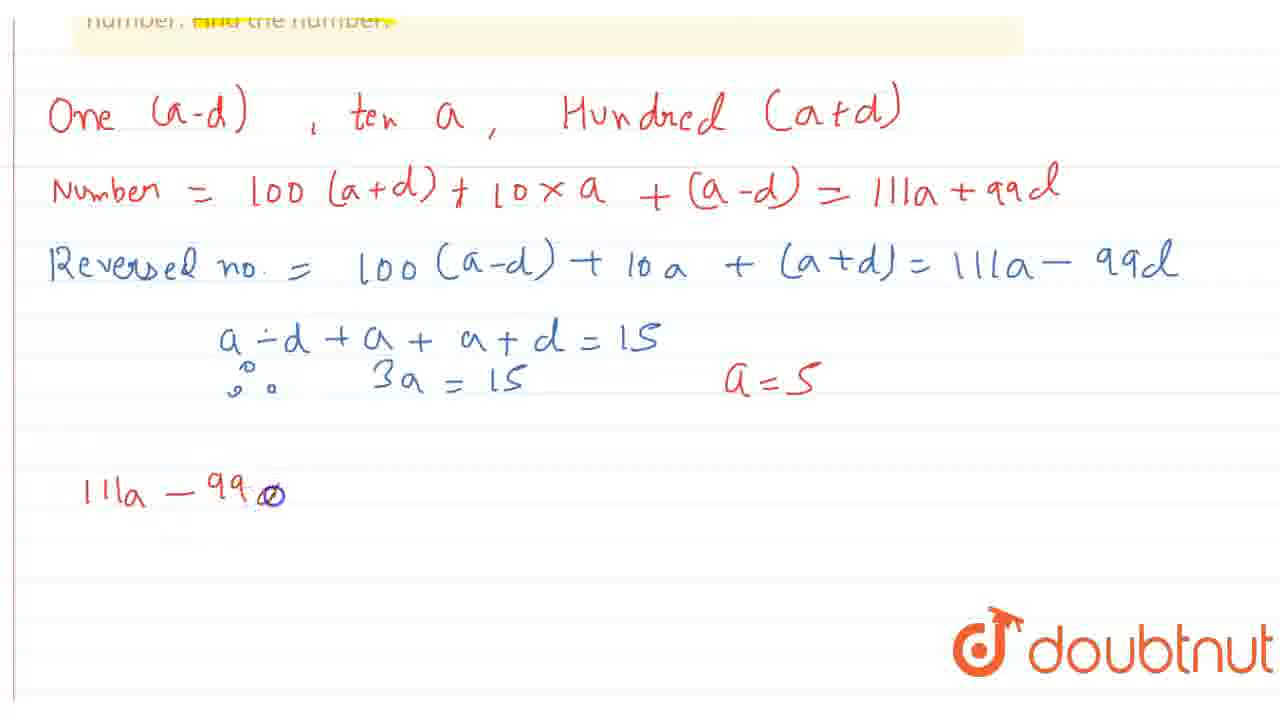 number. Find the number.
One (a-d) , ten a , Hundred (a+d)
Number = 100 (a+d) + 10 × a + (a-d) = 111a + 99d
Reversed no. = 100 (a-d) + 10a + (a+d) = 111a - 99d
a - d + a + a + d = 15
∴ 3a = 15 a = 5
111a - 99
doubtnut